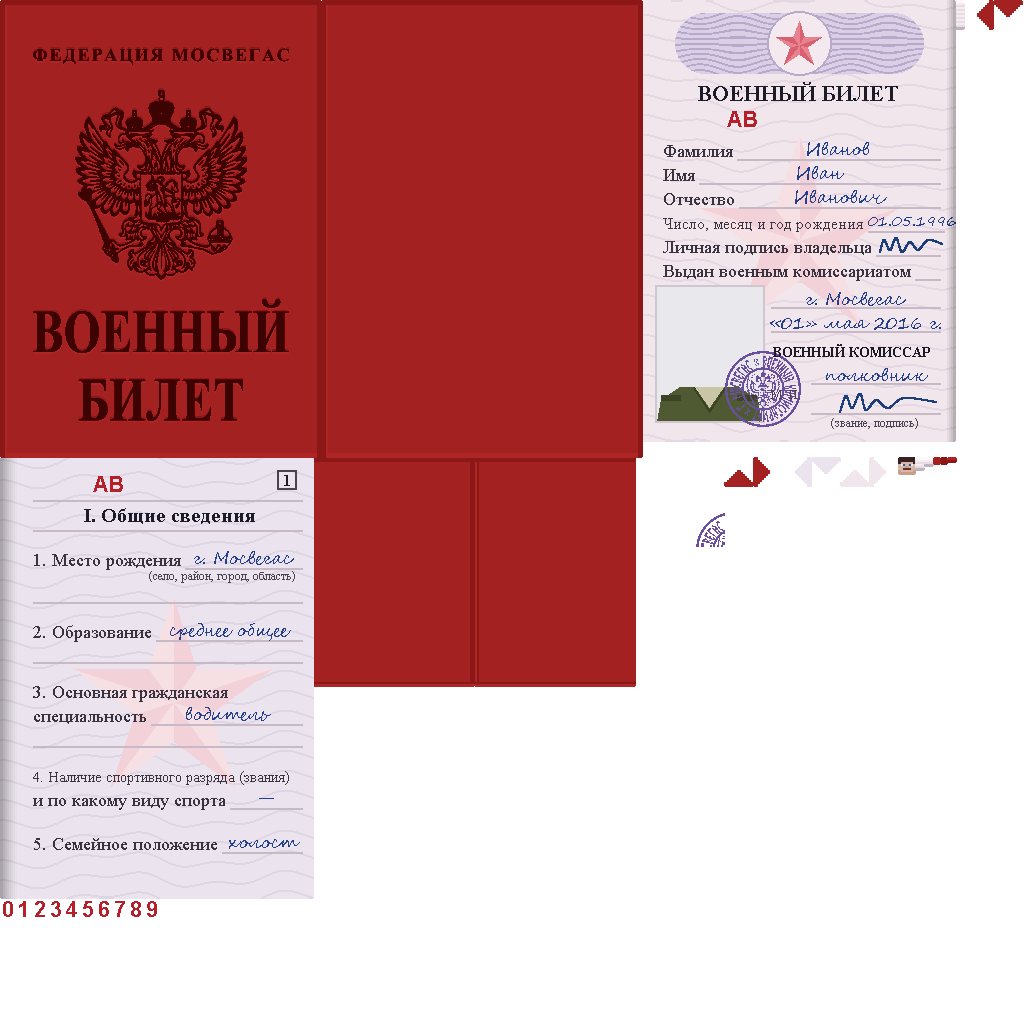 ФЕДЕРАЦИЯ МОСВЕГАС
ВОЕННЫЙ
БИЛЕТ
ВОЕННЫЙ БИЛЕТ
АВ
Фамилия Иванов
Имя Иван
Отчество Иванович
Число, месяц и год рождения 01.05.1996
Личная подпись владельца
Выдан военным комиссариатом
г. Мосвегас
«01» мая 2016 г.
ВОЕННЫЙ КОМИССАР
полковник
(звание, подпись)
АВ 1
I. Общие сведения
1. Место рождения г. Мосвегас
(село, район, город, область)
2. Образование среднее общее
3. Основная гражданская
специальность водитель
4. Наличие спортивного разряда (звания)
и по какому виду спорта —
5. Семейное положение холост
0123456789